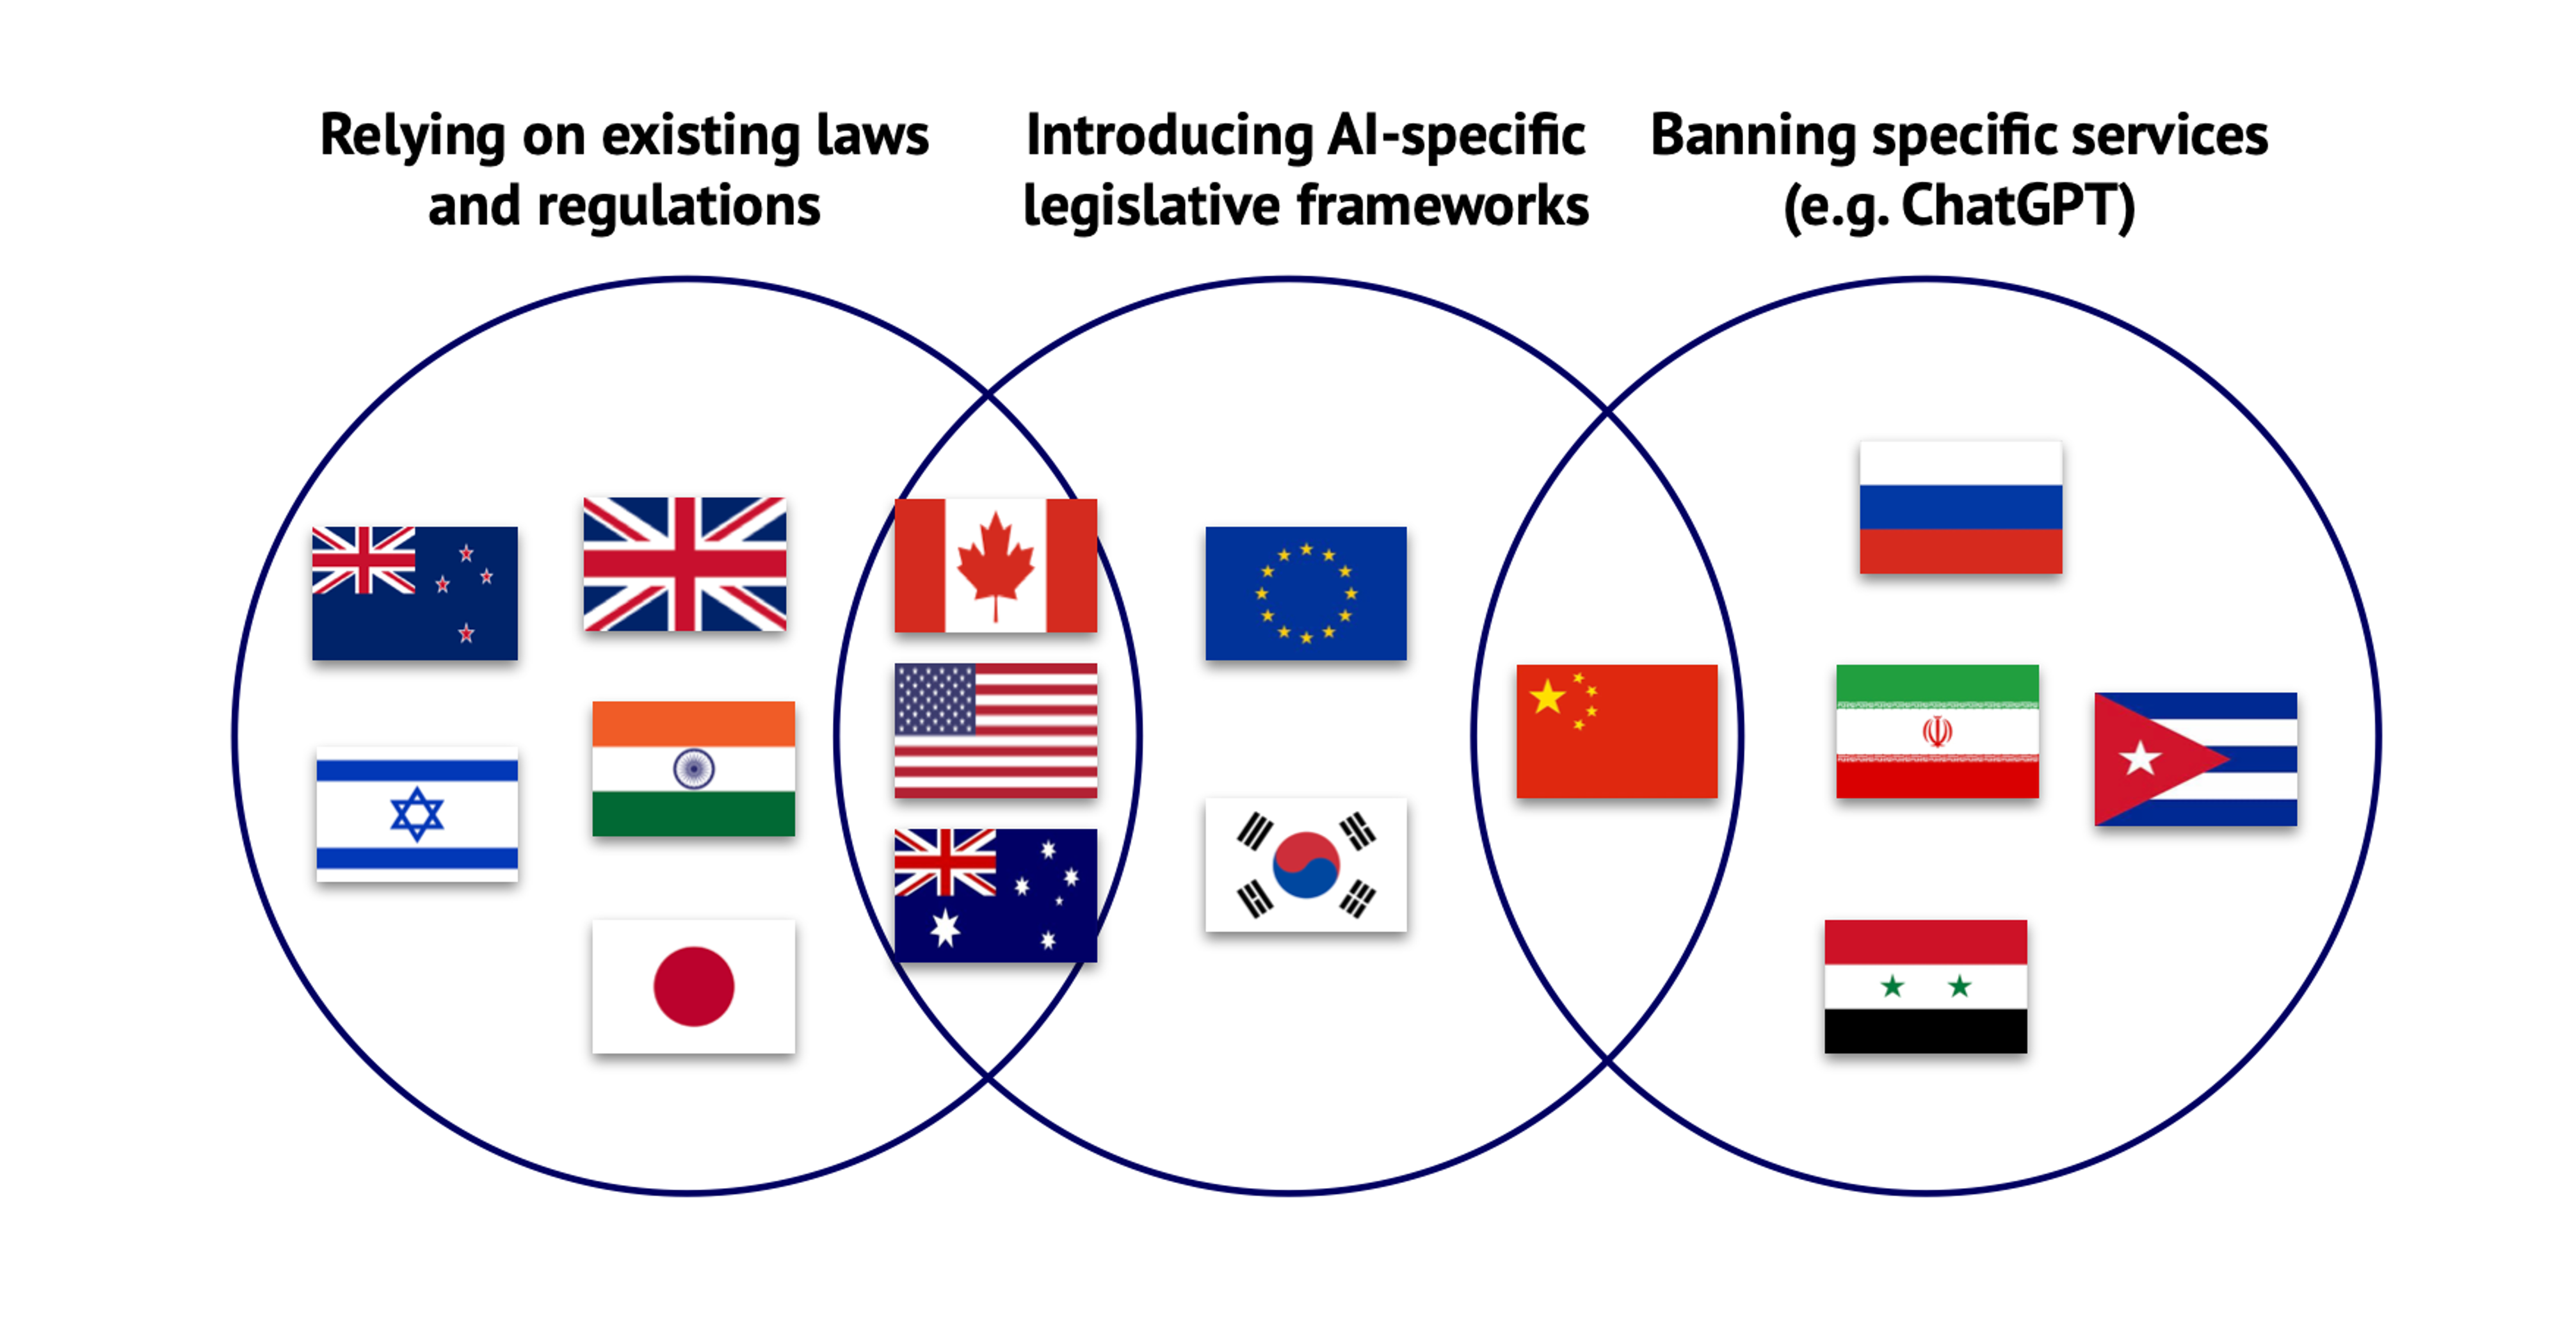 Relying on existing laws
and regulations
Introducing AI-specific
legislative frameworks
Banning specific services
(e.g. ChatGPT)